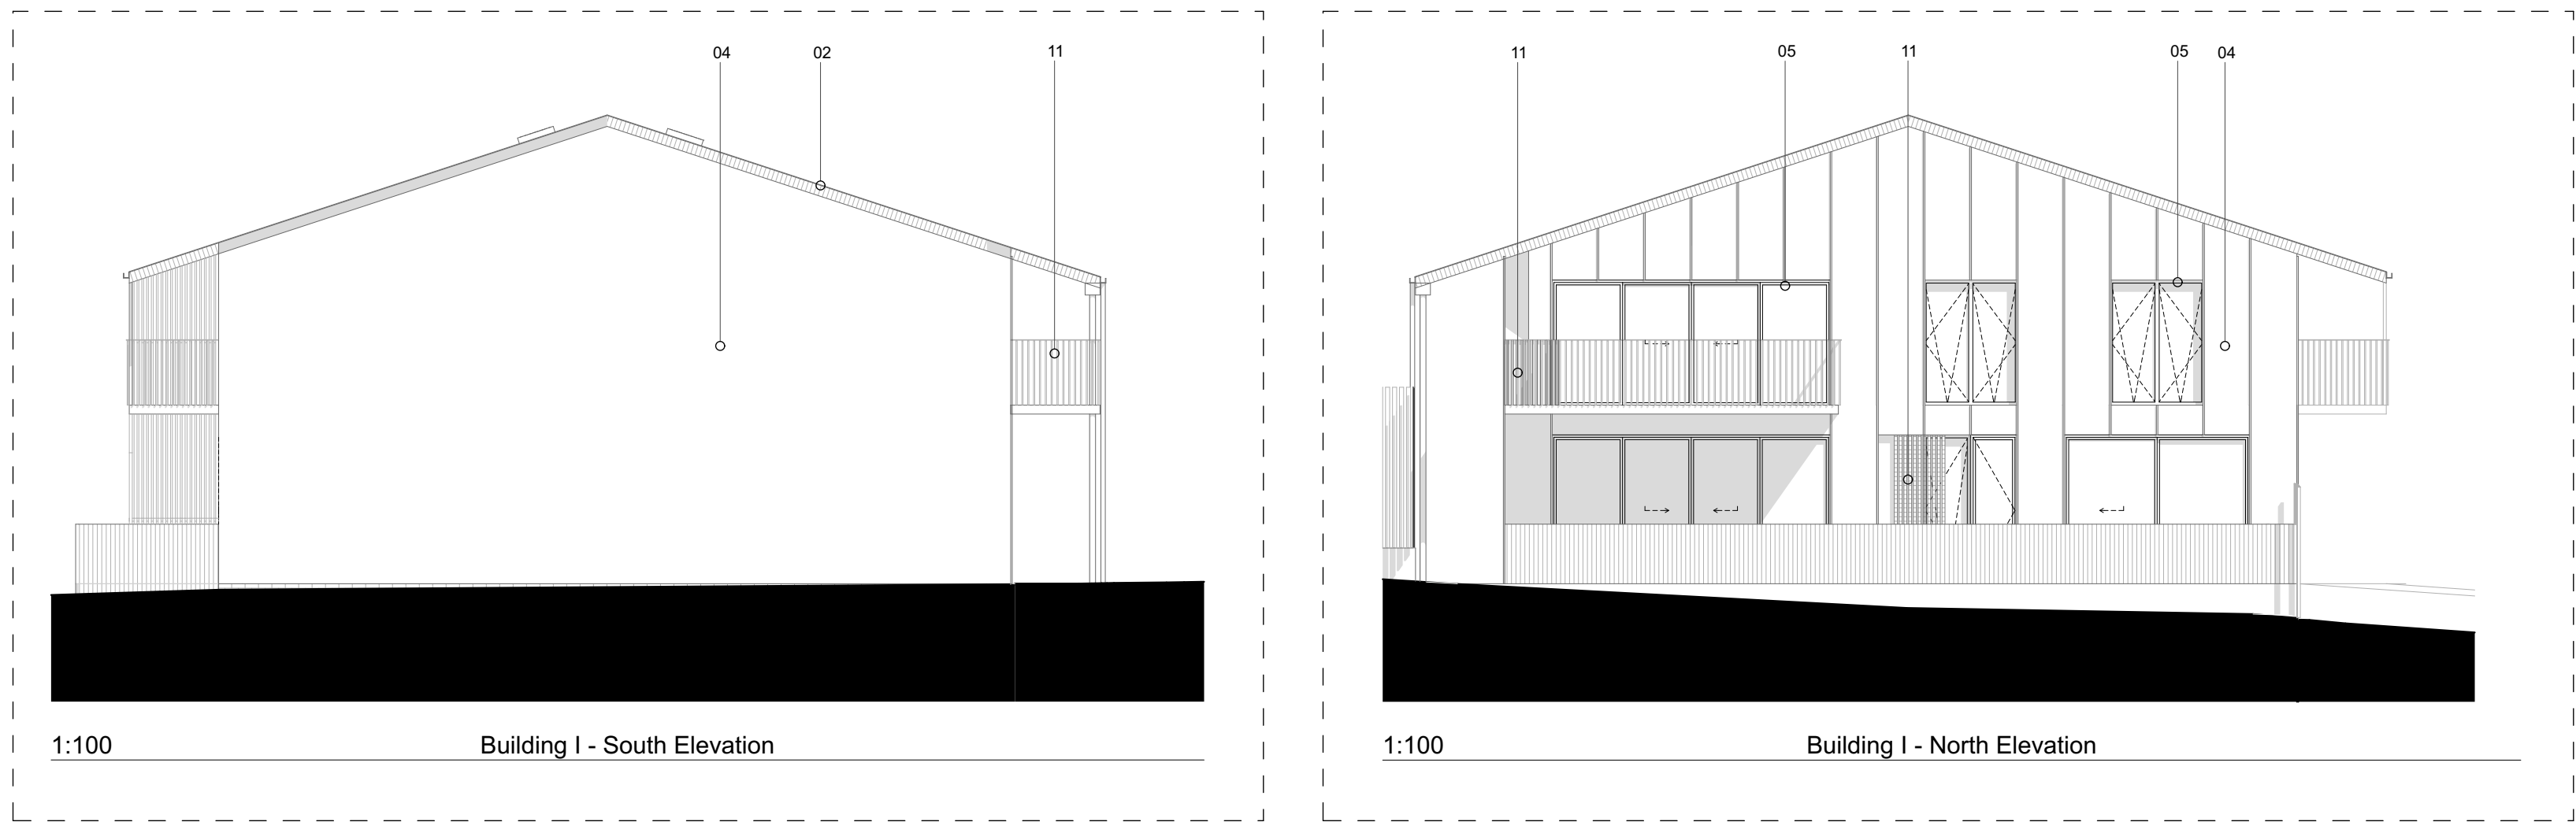 04 02 11
1:100 Building I - South Elevation
11 05 11 05 04
1:100 Building I - North Elevation